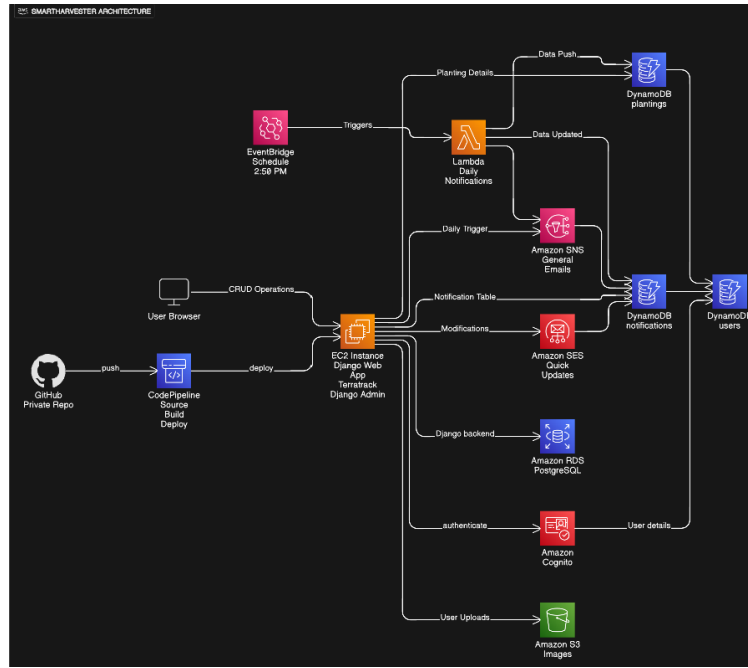 aws SMARTHARVESTER ARCHITECTURE
Data Push
Planting Details
DynamoDB
plantings
Triggers
EventBridge
Schedule
2:50 PM
Lambda
Daily
Notifications
Data Updated
Daily Trigger
Amazon SNS
General
Emails
CRUD Operations
User Browser
Notification Table
DynamoDB
notifications
DynamoDB
users
Modifications
EC2 Instance
Django Web
App
Terratrack
Django Admin
Amazon SES
Quick
Updates
push
deploy
GitHub
Private Repo
CodePipeline
Source
Build
Deploy
Django backend
Amazon RDS
PostgreSQL
authenticate
User details
Amazon
Cognito
User Uploads
Amazon S3
Images